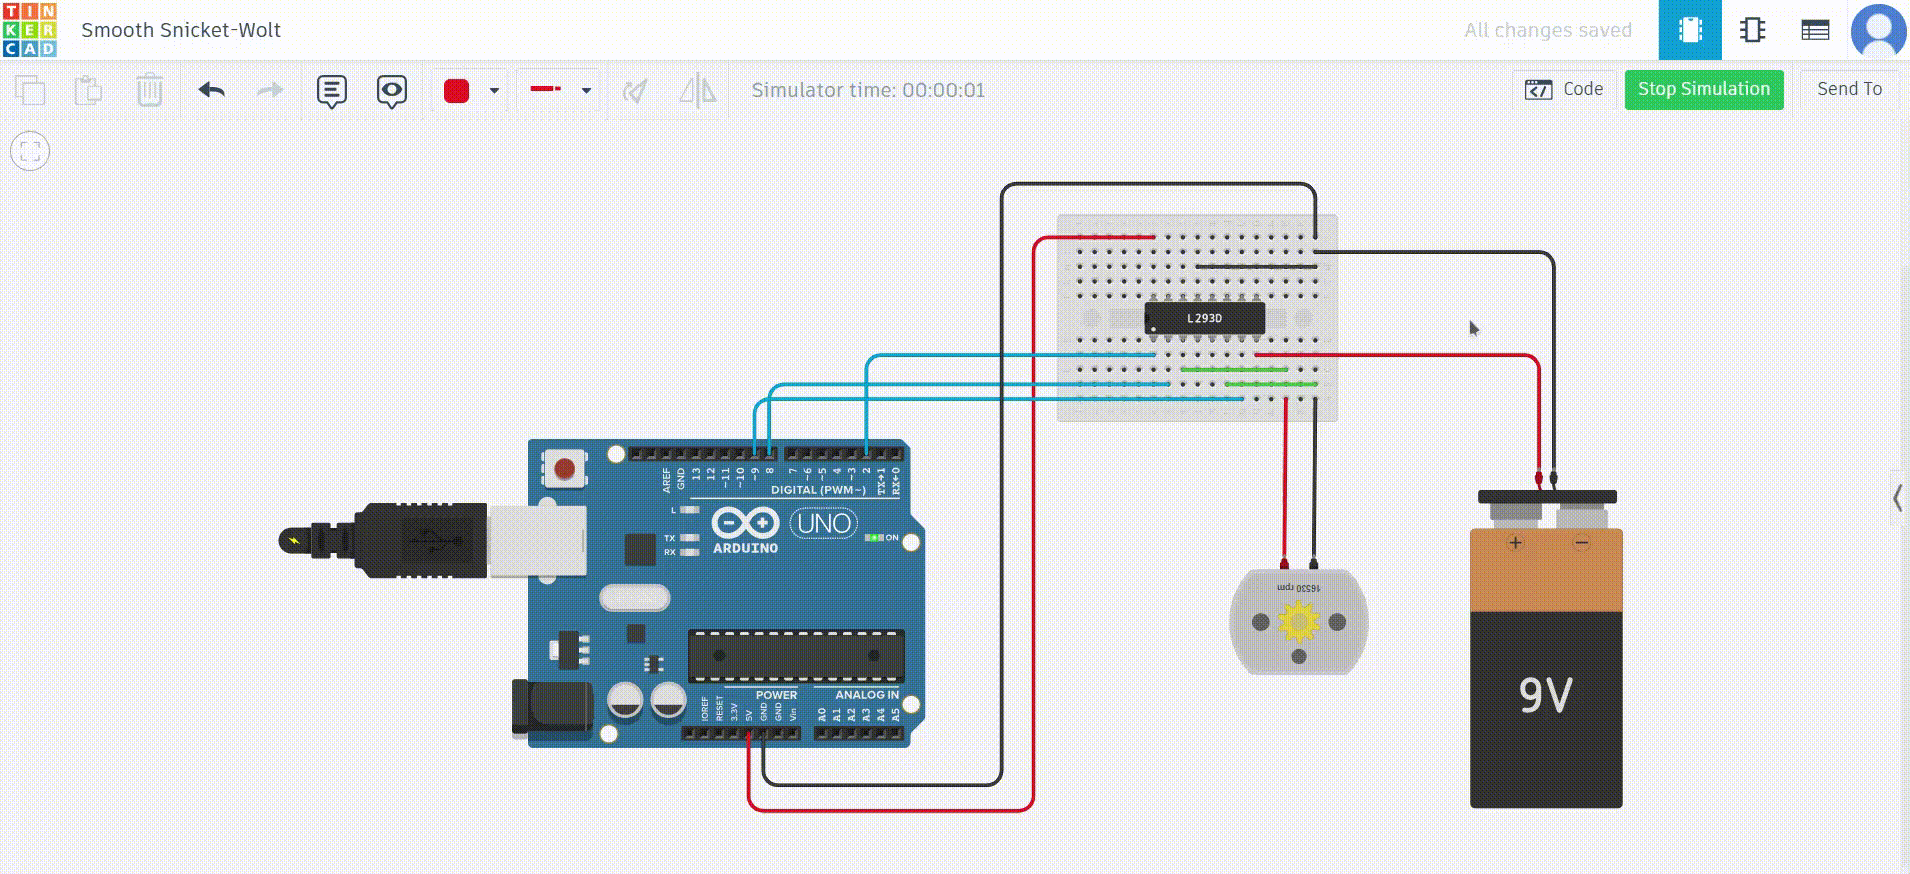 TIN
KER
CAD
Smooth Snicket-Wolt
All changes saved
Simulator time: 00:00:01
Code
Stop Simulation
Send To
L293D
AREF
GND
13
12
~11
~10
~9
8
7
~6
~5
4
~3
2
TX→1
RX←0
DIGITAL (PWM~)
L
TX
RX
UNO
ARDUINO
ON
16530 rpm
+ −
9V
POWER
ANALOG IN
IOREF
RESET
3.3V
5V
GND
GND
Vin
A0
A1
A2
A3
A4
A5